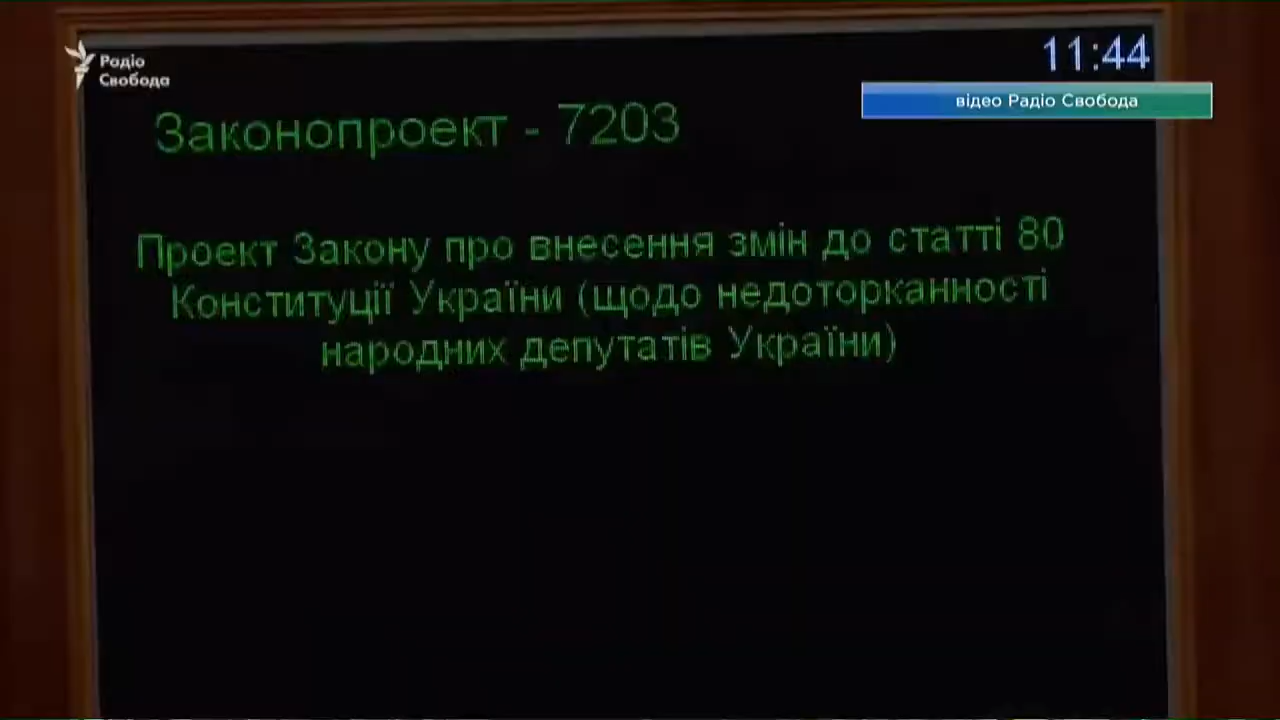 Радіо
Свобода
11:44
відео Радіо Свобода
Законопроект - 7203
Проект Закону про внесення змін до статті 80
Конституції України (щодо недоторканності
народних депутатів України)